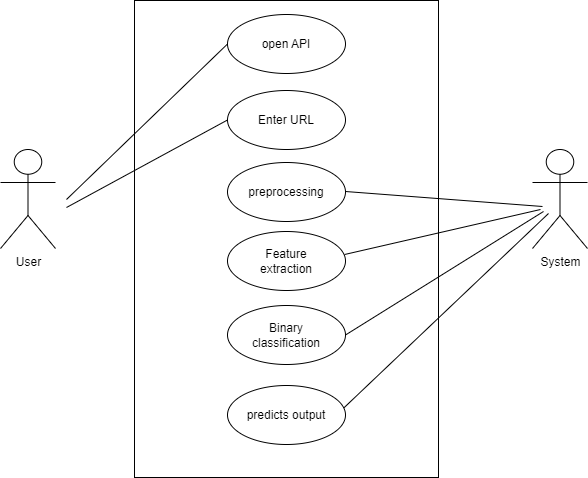 open API
Enter URL
preprocessing
Feature
extraction
User
System
Binary
classification
predicts output